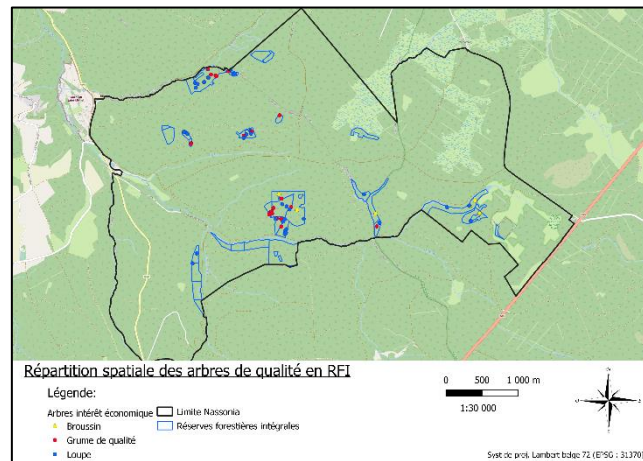 Répartition spatiale des arbres de qualité en RFI
Légende:
Arbres intérêt économique
Broussin
Grume de qualité
Loupe
Limite Nassonia
Réserves forestières intégrales
0 500 1 000 m
1:30 000
Syst de proj. Lambert belge 72 (EPSG : 31370)